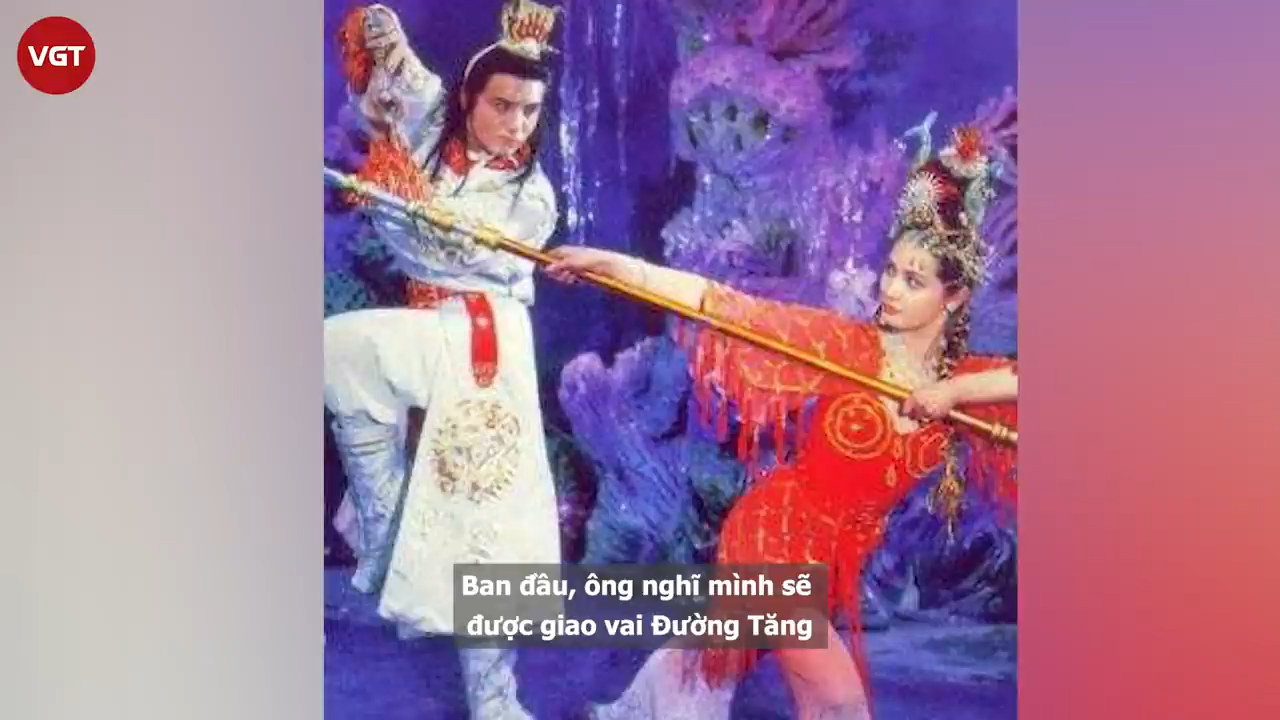 VGT
Ban đầu, ông nghĩ mình sẽ
được giao vai Đường Tăng